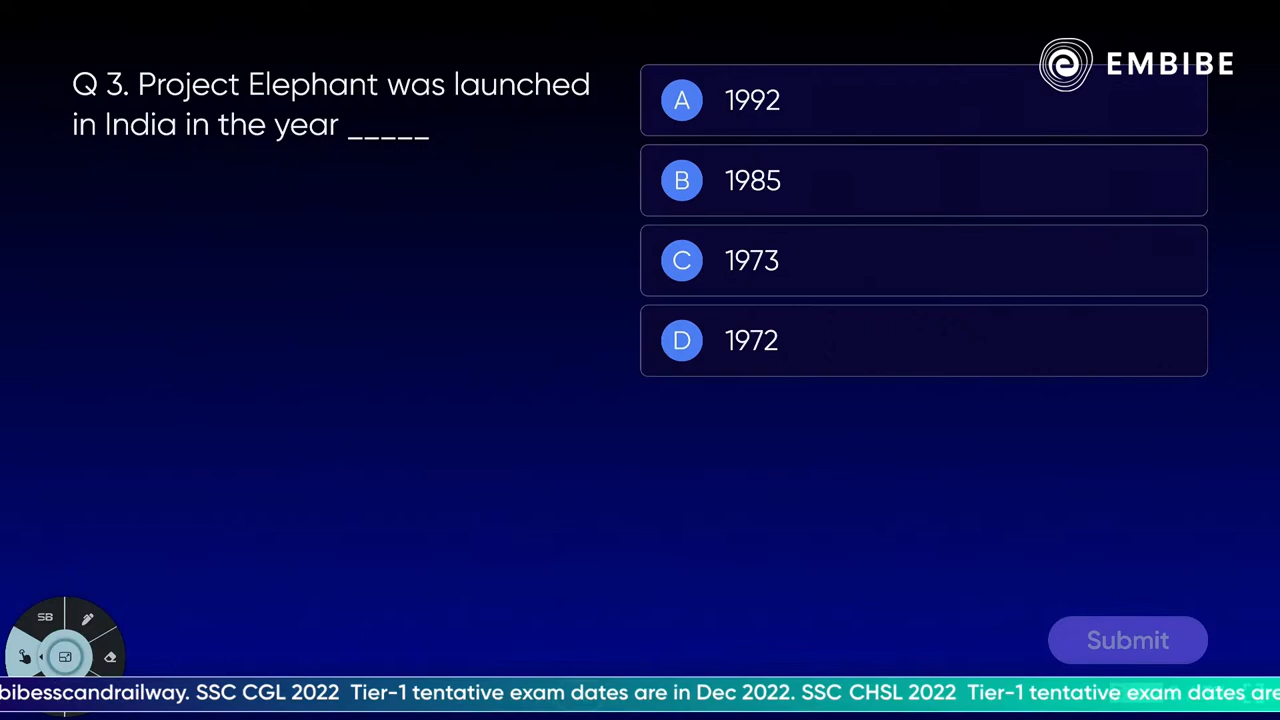 EMBIBE
Q 3. Project Elephant was launched
in India in the year _____
A 1992
B 1985
C 1973
D 1972
SB
Submit
bibesscandrailway. SSC CGL 2022 Tier-1 tentative exam dates are in Dec 2022. SSC CHSL 2022 Tier-1 tentative exam dates are